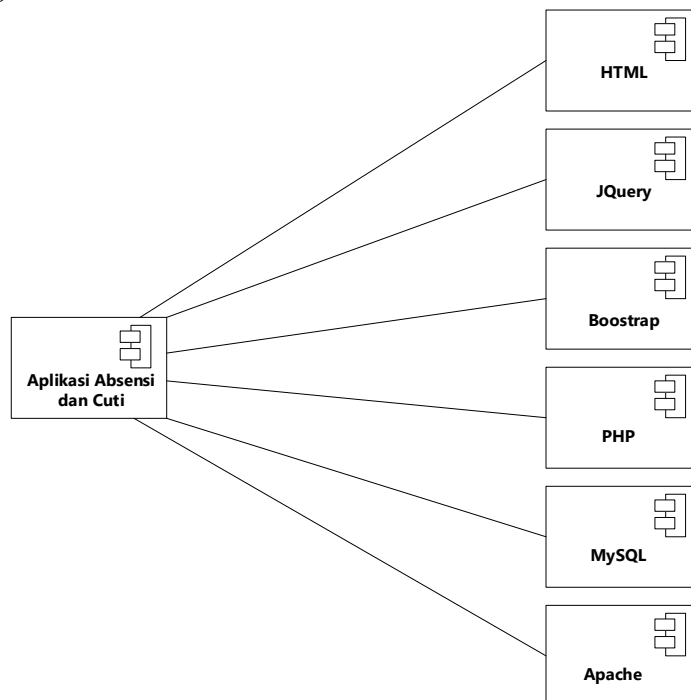 HTML
JQuery
Boostrap
Aplikasi Absensi
dan Cuti
PHP
MySQL
Apache